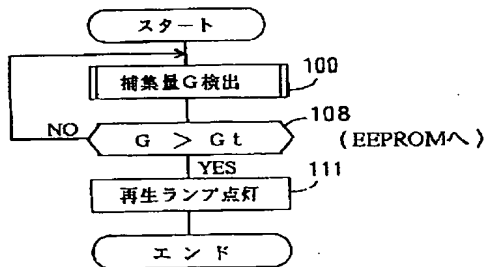 スタート
捕集量G検出
100
108
NO
G > Gt
(EEPROMへ)
YES
111
再生ランプ点灯
エンド